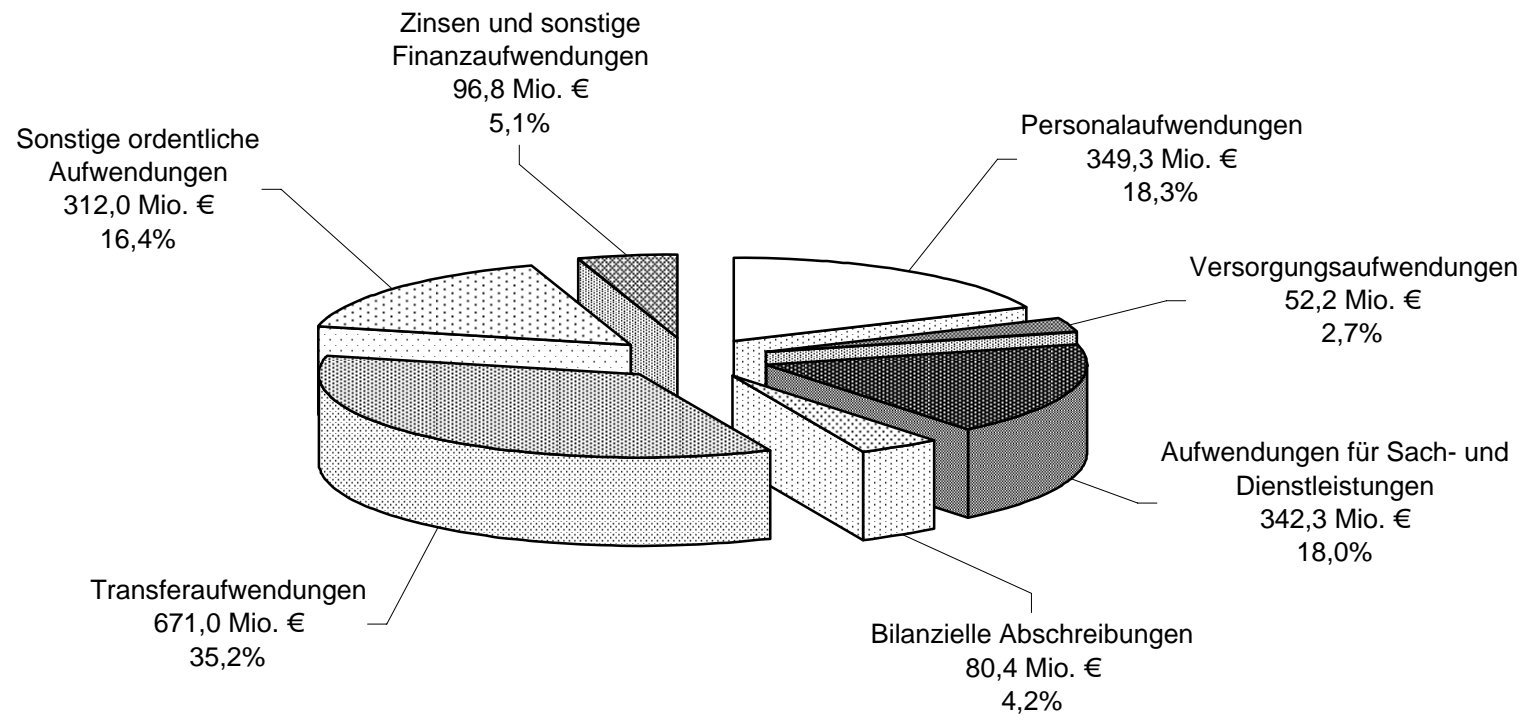 Zinsen und sonstige
Finanzaufwendungen
96,8 Mio. €
5,1%
Personalaufwendungen
349,3 Mio. €
18,3%
Sonstige ordentliche
Aufwendungen
312,0 Mio. €
16,4%
Versorgungsaufwendungen
52,2 Mio. €
2,7%
Aufwendungen für Sach- und
Dienstleistungen
342,3 Mio. €
18,0%
Transferaufwendungen
671,0 Mio. €
35,2%
Bilanzielle Abschreibungen
80,4 Mio. €
4,2%